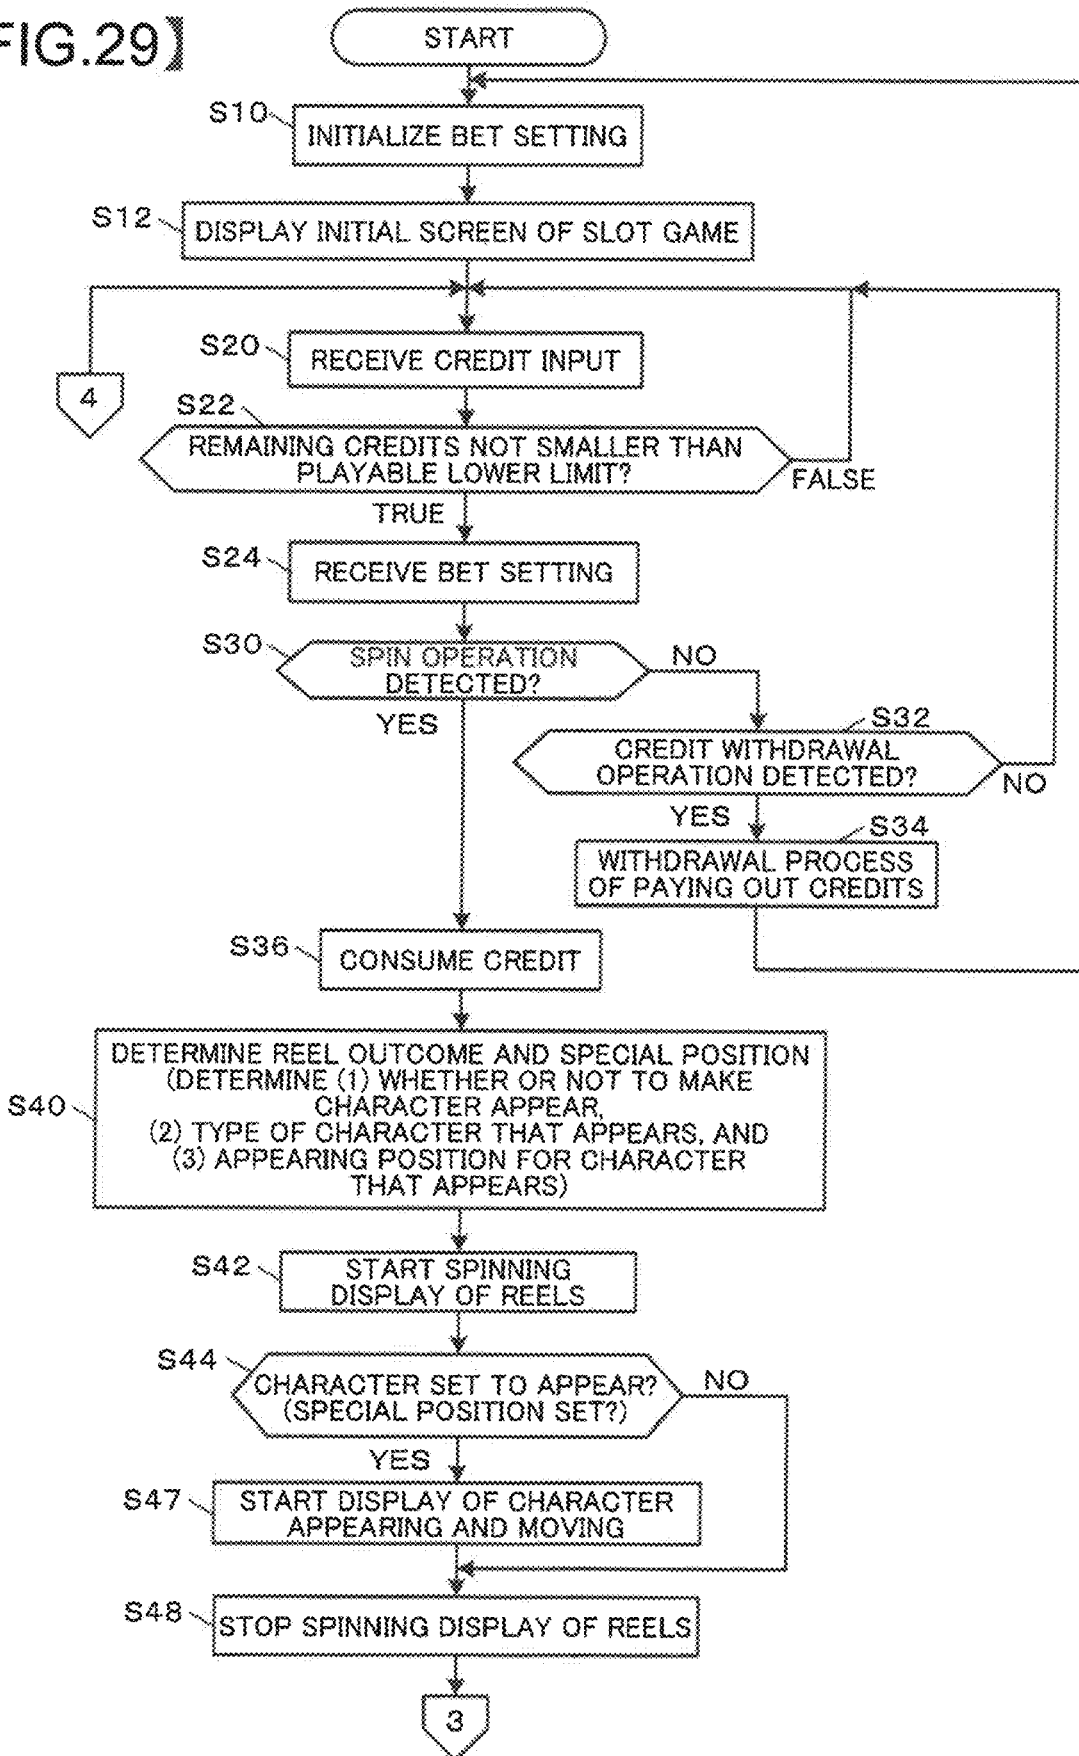 FIG.29】
START
S10
INITIALIZE BET SETTING
S12
DISPLAY INITIAL SCREEN OF SLOT GAME
S20
RECEIVE CREDIT INPUT
4
S22
REMAINING CREDITS NOT SMALLER THAN
PLAYABLE LOWER LIMIT?
FALSE
TRUE
S24
RECEIVE BET SETTING
S30
SPIN OPERATION
DETECTED?
NO
YES
S32
CREDIT WITHDRAWAL
OPERATION DETECTED?
NO
YES
S34
WITHDRAWAL PROCESS
OF PAYING OUT CREDITS
S36
CONSUME CREDIT
S40
DETERMINE REEL OUTCOME AND SPECIAL POSITION
(DETERMINE (1) WHETHER OR NOT TO MAKE
CHARACTER APPEAR,
(2) TYPE OF CHARACTER THAT APPEARS, AND
(3) APPEARING POSITION FOR CHARACTER
THAT APPEARS)
S42
START SPINNING
DISPLAY OF REELS
S44
CHARACTER SET TO APPEAR?
(SPECIAL POSITION SET?)
NO
YES
S47
START DISPLAY OF CHARACTER
APPEARING AND MOVING
S48
STOP SPINNING DISPLAY OF REELS
3